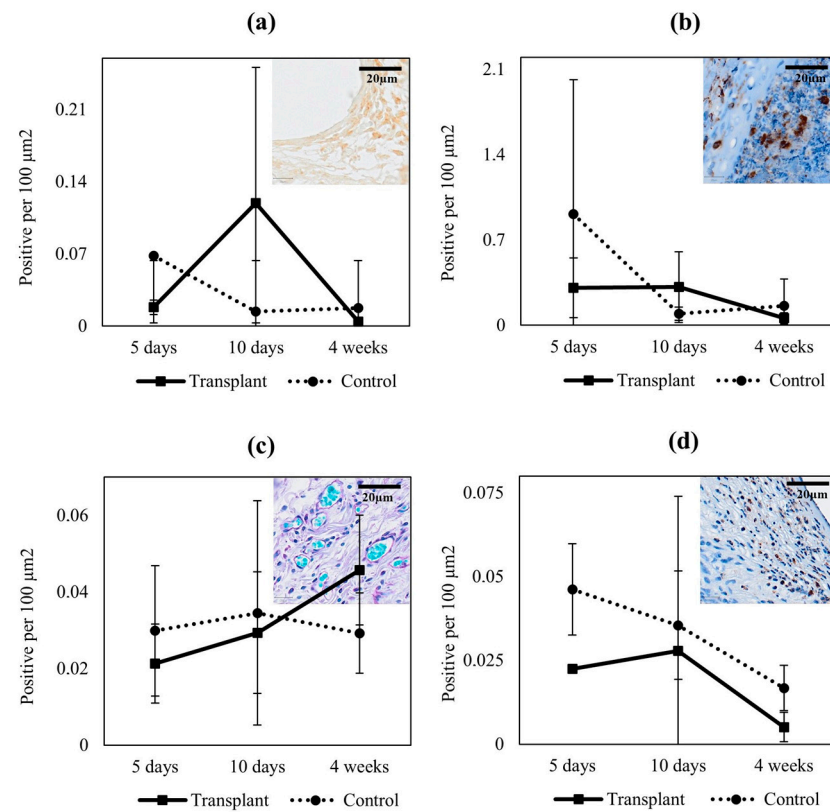 (a)
20µm
Positive per 100 µm2
0.21
0.14
0.07
0
5 days
10 days
4 weeks
Transplant
Control
(b)
20µm
Positive per 100 µm2
2.1
1.4
0.7
0
5 days
10 days
4 weeks
Transplant
Control
(c)
20µm
Positive per 100 µm2
0.06
0.04
0.02
0
5 days
10 days
4 weeks
Transplant
Control
(d)
20µm
Positive per 100 µm2
0.075
0.05
0.025
0
5 days
10 days
4 weeks
Transplant
Control